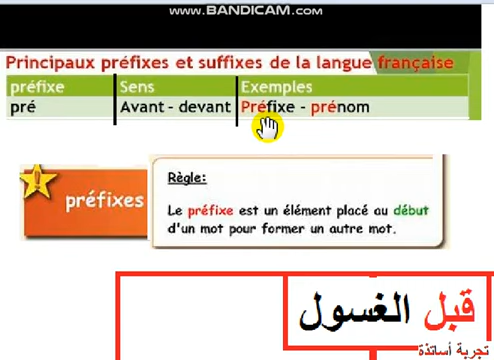 www.BANDICAM.com
Principaux préfixes et suffixes de la langue française
préfixe Sens Exemples
pré Avant - devant Préfixe - prénom
Règle:
préfixes
Le préfixe est un élément placé au début
d'un mot pour former un autre mot.
قبل الغسول
تجربة أساتذة